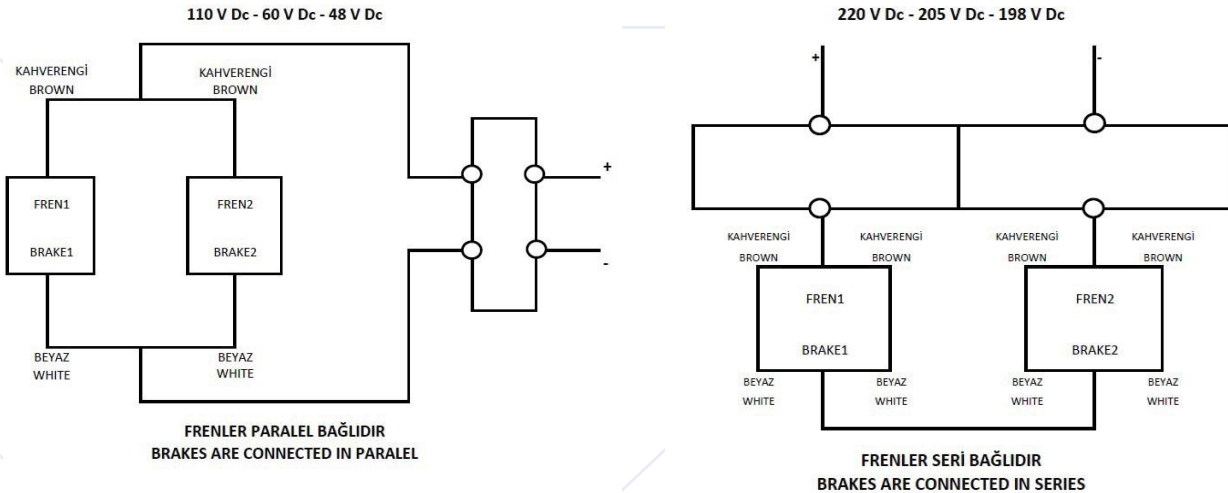 110 V Dc - 60 V Dc - 48 V Dc
KAHVERENGİ
BROWN
KAHVERENGİ
BROWN
FREN1
BRAKE1
FREN2
BRAKE2
+
-
BEYAZ
WHITE
BEYAZ
WHITE
FRENLER PARALEL BAĞLIDIR
BRAKES ARE CONNECTED IN PARALEL
220 V Dc - 205 V Dc - 198 V Dc
+
-
KAHVERENGİ
BROWN
KAHVERENGİ
BROWN
KAHVERENGİ
BROWN
KAHVERENGİ
BROWN
FREN1
BRAKE1
FREN2
BRAKE2
BEYAZ
WHITE
BEYAZ
WHITE
BEYAZ
WHITE
BEYAZ
WHITE
FRENLER SERİ BAĞLIDIR
BRAKES ARE CONNECTED IN SERIES